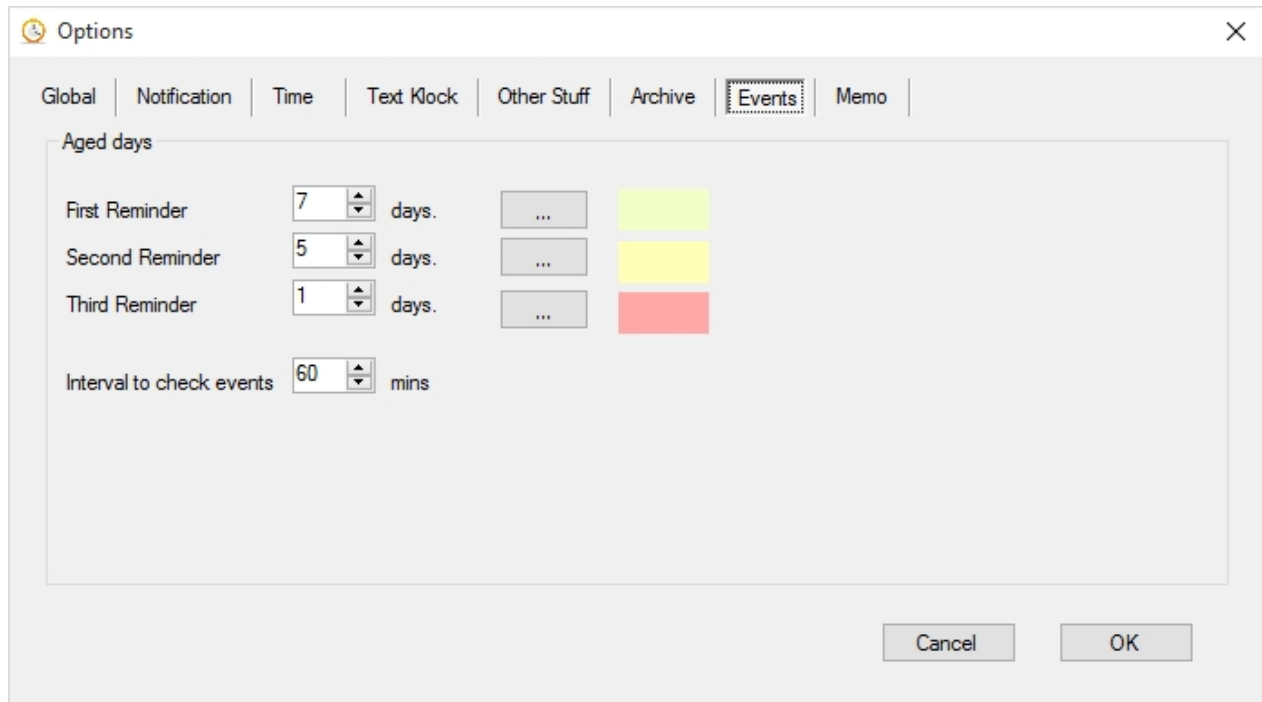 Options
Global Notification Time Text Klock Other Stuff Archive Events Memo
Aged days
First Reminder 7 days. ...
Second Reminder 5 days. ...
Third Reminder 1 days. ...
Interval to check events 60 mins
Cancel OK